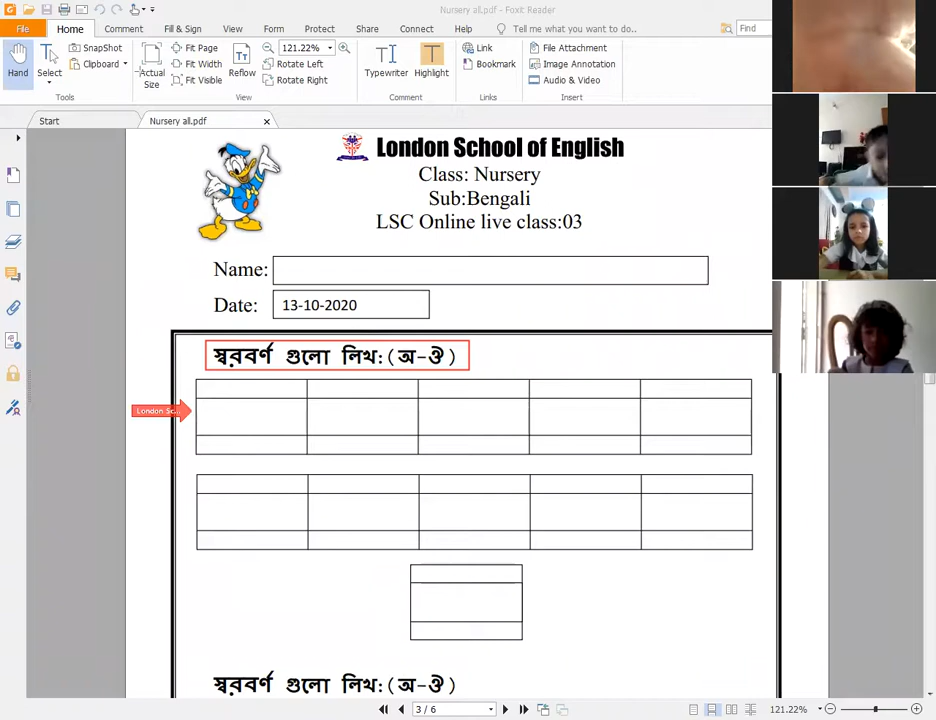 Nursery all.pdf - Foxit Reader
File Home Comment Fill & Sign View Form Protect Share Connect Help Tell me what you want to do.. Find
Hand
Select
SnapShot
Clipboard
Actual Size
Fit Page
Fit Width
Fit Visible
Reflow
121.22%
Rotate Left
Rotate Right
Typewriter
Highlight
Link
Bookmark
File Attachment
Image Annotation
Audio & Video
Tools View Comment Links Insert
Start Nursery all.pdf
London School of English
Class: Nursery
Sub:Bengali
LSC Online live class:03
Name:
Date: 13-10-2020
স্বরবর্ণ গুলো লিখ:(অ-ঔ)
London Sc...
স্বরবর্ণ গুলো লিখ:(অ-ঔ)
3 / 6
121.22%